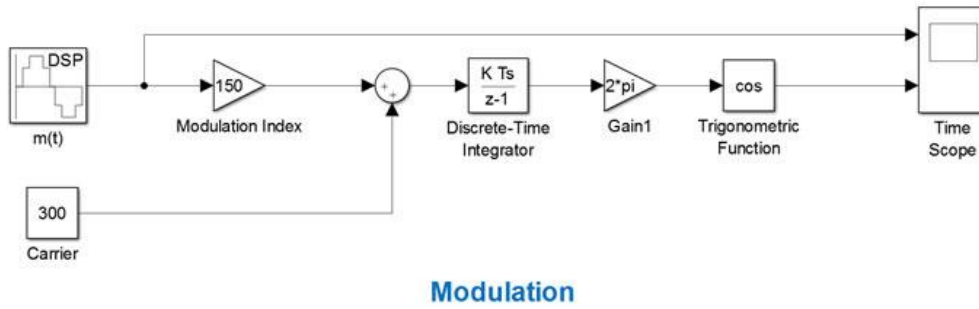 DSP
m(t)
150
Modulation Index
+
+
K Ts
z-1
Discrete-Time
Integrator
2*pi
Gain1
cos
Trigonometric
Function
Time
Scope
300
Carrier
Modulation